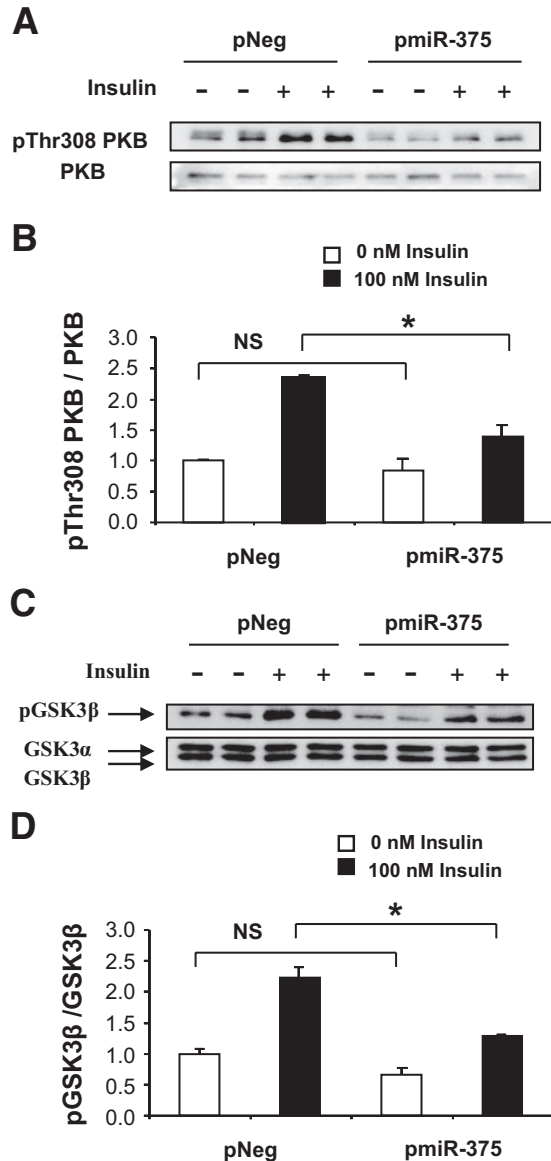 A
pNeg pmiR-375
Insulin - - + + - - + +
pThr308 PKB
PKB
B
0 nM Insulin
100 nM Insulin
NS *
pThr308 PKB / PKB
3.0
2.5
2.0
1.5
1.0
0.5
0.0
pNeg pmiR-375
C
pNeg pmiR-375
Insulin - - + + - - + +
pGSK3β
GSK3α
GSK3β
D
0 nM Insulin
100 nM Insulin
NS *
pGSK3β /GSK3β
3.0
2.5
2.0
1.5
1.0
0.5
0.0
pNeg pmiR-375